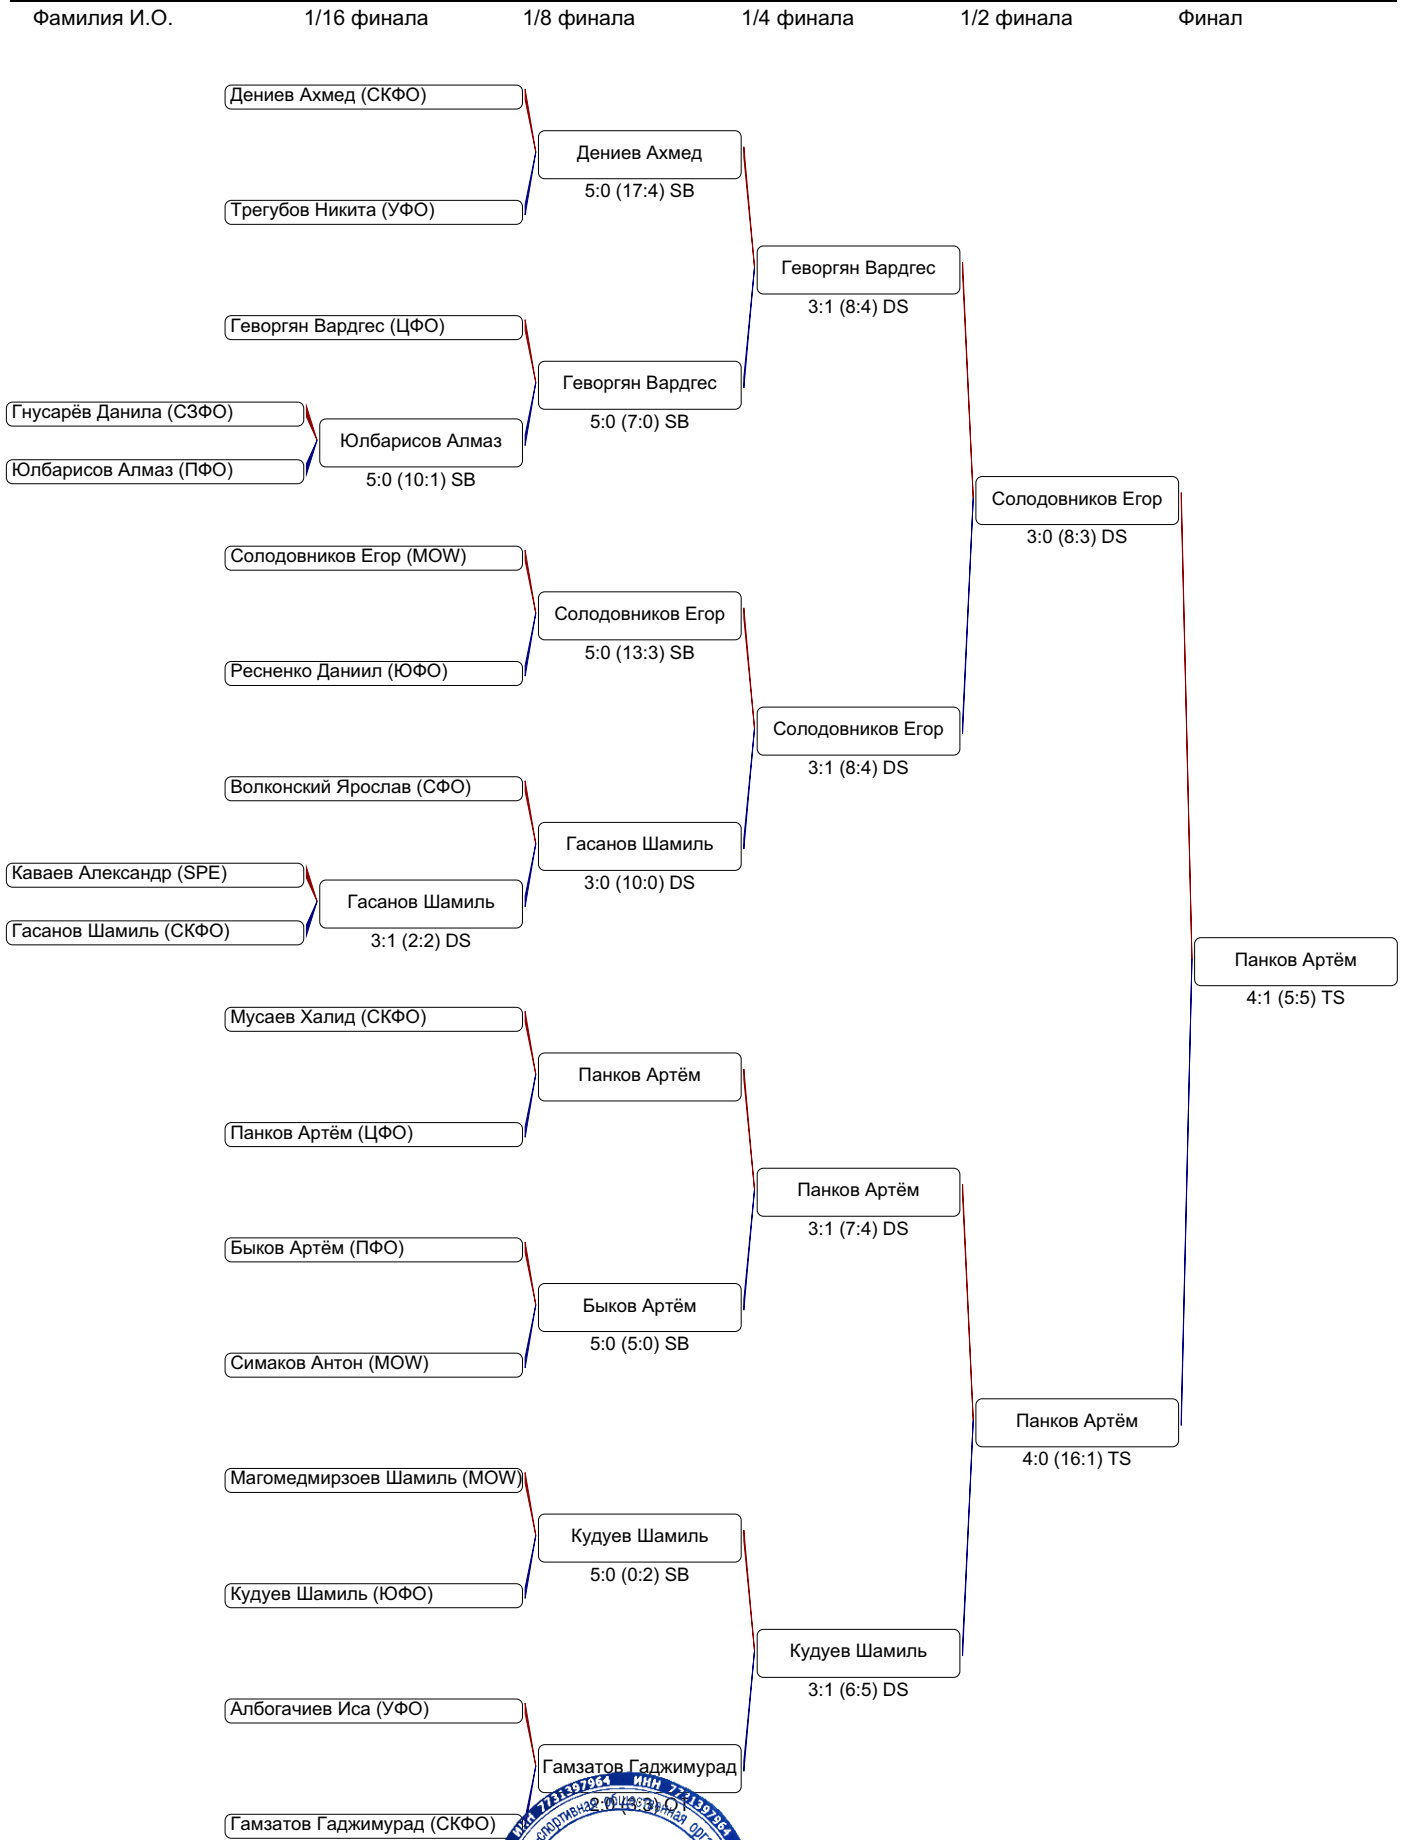 Фамилия И.О. 1/16 финала 1/8 финала 1/4 финала 1/2 финала Финал
Дениев Ахмед (СКФО)
Дениев Ахмед
5:0 (17:4) SB
Трегубов Никита (УФО)
Геворгян Вардгес
3:1 (8:4) DS
Геворгян Вардгес (ЦФО)
Геворгян Вардгес
5:0 (7:0) SB
Гнусарёв Данила (СЗФО)
Юлбарисов Алмаз
Юлбарисов Алмаз (ПФО)
5:0 (10:1) SB
Солодовников Егор
3:0 (8:3) DS
Солодовников Егор (MOW)
Солодовников Егор
5:0 (13:3) SB
Ресненко Даниил (ЮФО)
Солодовников Егор
3:1 (8:4) DS
Волконский Ярослав (СФО)
Гасанов Шамиль
3:0 (10:0) DS
Каваев Александр (SPE)
Гасанов Шамиль
Гасанов Шамиль (СКФО)
3:1 (2:2) DS
Панков Артём
4:1 (5:5) TS
Мусаев Халид (СКФО)
Панков Артём
Панков Артём (ЦФО)
Панков Артём
3:1 (7:4) DS
Быков Артём (ПФО)
Быков Артём
5:0 (5:0) SB
Симаков Антон (MOW)
Панков Артём
4:0 (16:1) TS
Магомедмирзоев Шамиль (MOW)
Кудуев Шамиль
5:0 (0:2) SB
Кудуев Шамиль (ЮФО)
Кудуев Шамиль
3:1 (6:5) DS
Албогачиев Иса (УФО)
Гамзатов Гаджимурад
2:0 (3:3) OT
Гамзатов Гаджимурад (СКФО)
ИНН 7731397964